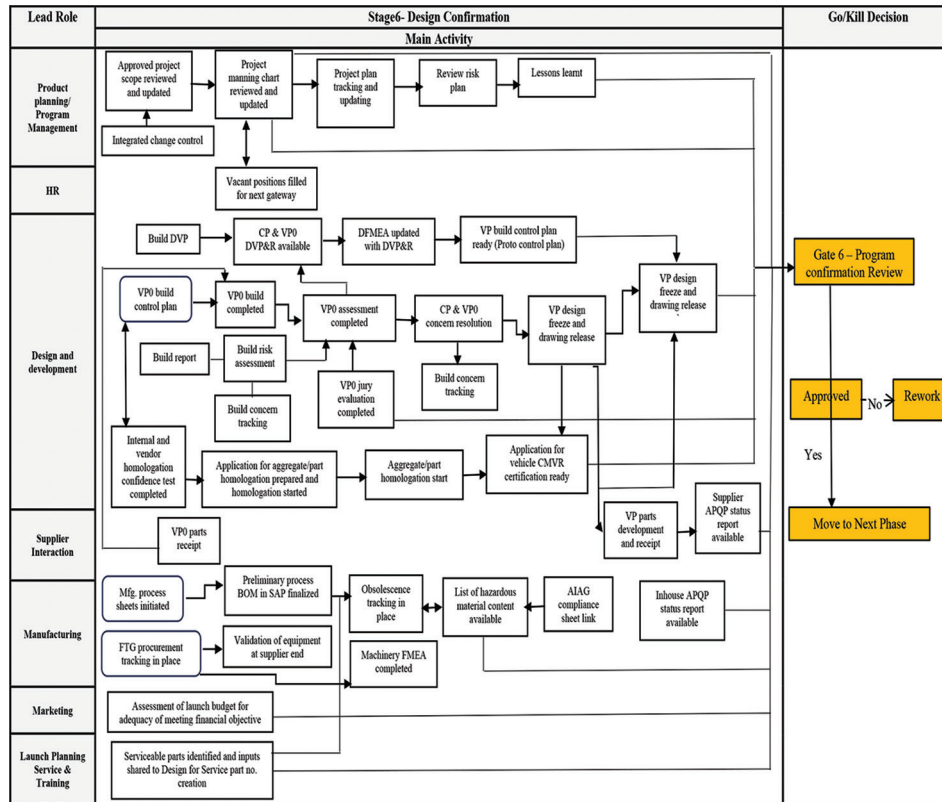 Lead Role
Stage6- Design Confirmation
Go/Kill Decision
Main Activity
Product
planning/
Program
Management
Approved project
scope reviewed
and updated
Project
manning chart
reviewed and
updated
Project plan
tracking and
updating
Review risk
plan
Lessons learnt
Integrated change control
HR
Vacant positions filled
for next gateway
Design and
development
Build DVP
CP & VP0
DVP&R available
DFMEA updated
with DVP&R
VP build control plan
ready (Proto control plan)
VP design
freeze and
drawing release
VP0 build
control plan
VP0 build
completed
VP0 assessment
completed
CP & VP0
concern resolution
VP design
freeze and
drawing release
Build report
Build risk
assessment
Build concern
tracking
VP0 jury
evaluation
completed
Build concern
tracking
Internal and
vendor
homologation
confidence test
completed
Application for aggregate/part
homologation prepared and
homologation started
Aggregate/part
homologation start
Application for
vehicle CMVR
certification ready
Supplier
Interaction
VP0 parts
receipt
VP parts
development
and receipt
Supplier
APQP status
report
available
Manufacturing
Mfg. process
sheets initiated
Preliminary process
BOM in SAP finalized
Obsolescence
tracking in
place
List of hazardous
material content
available
AIAG
compliance
sheet link
Inhouse APQP
status report
available
FTG procurement
tracking in place
Validation of equipment
at supplier end
Machinery FMEA
completed
Marketing
Assessment of launch budget for
adequacy of meeting financial objective
Launch Planning
Service &
Training
Serviceable parts identified and inputs
shared to Design for Service part no.
creation
Gate 6 – Program
confirmation Review
Approved
No
Rework
Yes
Move to Next Phase